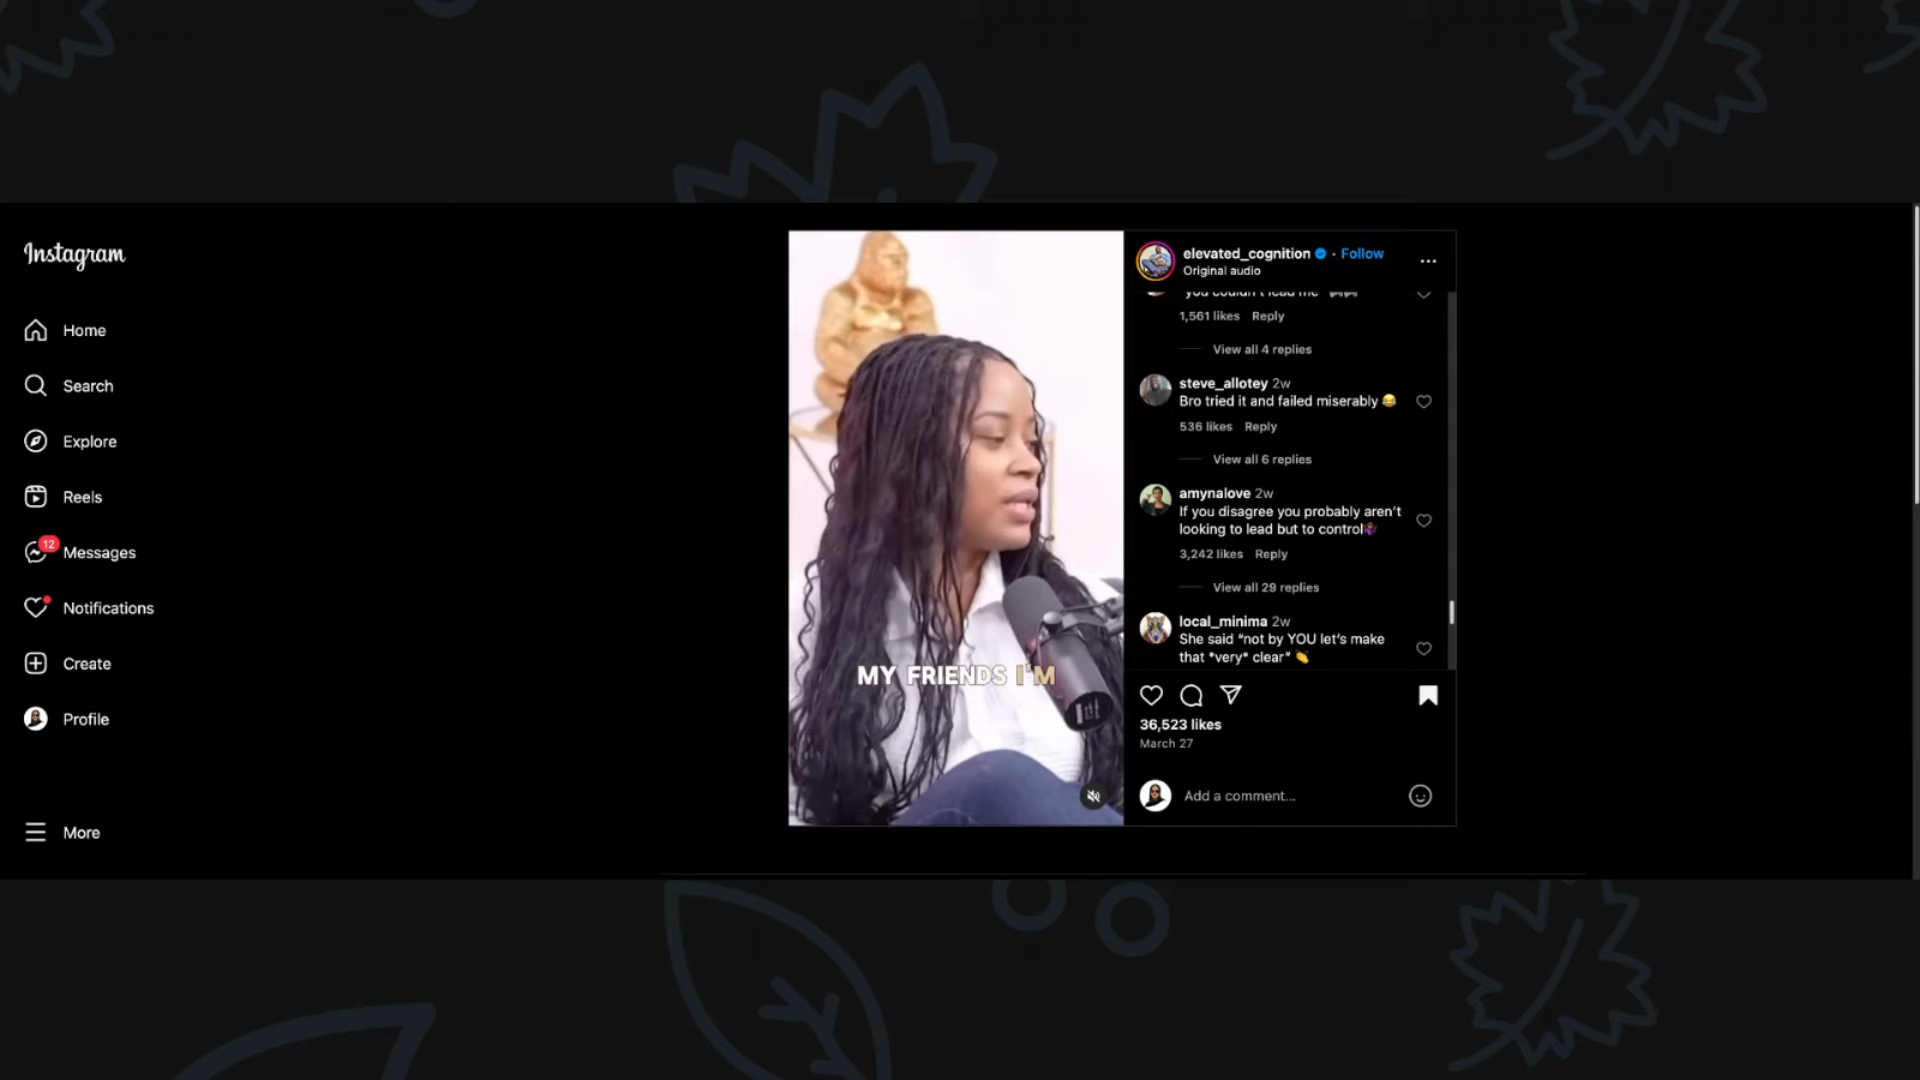 Instagram
Home
Search
Explore
Reels
12
Messages
Notifications
Create
Profile
More
MY FRIENDS I'M
elevated_cognition · Follow
Original audio
"you couldn't lead me"
1,561 likes Reply
View all 4 replies
steve_allotey 2w
Bro tried it and failed miserably 😂
536 likes Reply
View all 6 replies
amynalove 2w
If you disagree you probably aren't
looking to lead but to control
3,242 likes Reply
View all 29 replies
local_minima 2w
She said "not by YOU let's make
that *very* clear" 👏
36,523 likes
March 27
Add a comment...